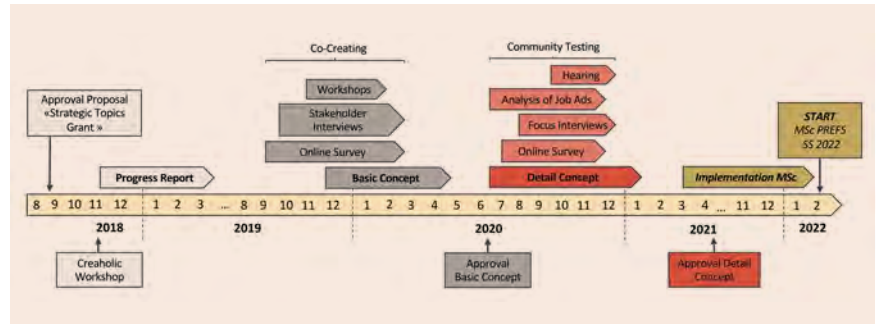 Co-Creating
Community Testing
Hearing
Workshops
Analysis of Job Ads
Approval Proposal
«Strategic Topics
Grant »
Stakeholder
Interviews
Focus Interviews
START
MSc PREFS
SS 2022
Online Survey
Online Survey
Progress Report
Basic Concept
Detail Concept
Implementation MSc
8 9 10 11 12 1 2 3 ... 8 9 10 11 12 1 2 3 4 5 6 7 8 9 10 11 12 1 2 3 4 ... 11 12 1 2
2018 2019 2020 2021 2022
Creaholic
Workshop
Approval
Basic Concept
Approval Detail
Concept